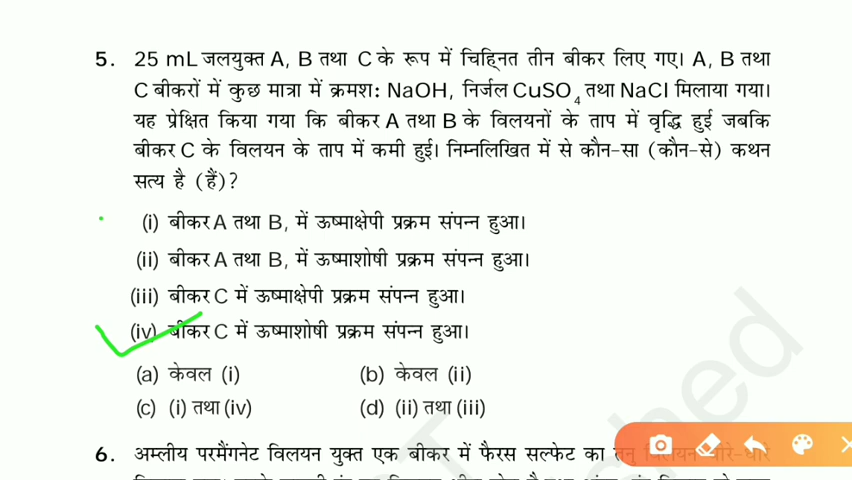 5. 25 mL जलयुक्त A, B तथा C के रूप में चिह्नित तीन बीकर लिए गए। A, B तथा
C बीकरों में कुछ मात्रा में क्रमश: NaOH, निर्जल CuSO4 तथा NaCl मिलाया गया।
यह प्रेक्षित किया गया कि बीकर A तथा B के विलयनों के ताप में वृद्धि हुई जबकि
बीकर C के विलयन के ताप में कमी हुई। निम्नलिखित में से कौन-सा (कौन-से) कथन
सत्य है (हैं)?
(i) बीकर A तथा B, में ऊष्माक्षेपी प्रक्रम संपन्न हुआ।
(ii) बीकर A तथा B, में ऊष्माशोषी प्रक्रम संपन्न हुआ।
(iii) बीकर C में ऊष्माक्षेपी प्रक्रम संपन्न हुआ।
(iv) बीकर C में ऊष्माशोषी प्रक्रम संपन्न हुआ।
(a) केवल (i) (b) केवल (ii)
(c) (i) तथा (iv) (d) (ii) तथा (iii)
6. अम्लीय परमैंगनेट विलयन युक्त एक बीकर में फैरस सल्फेट का तनु विलयन धीरे-धीरे